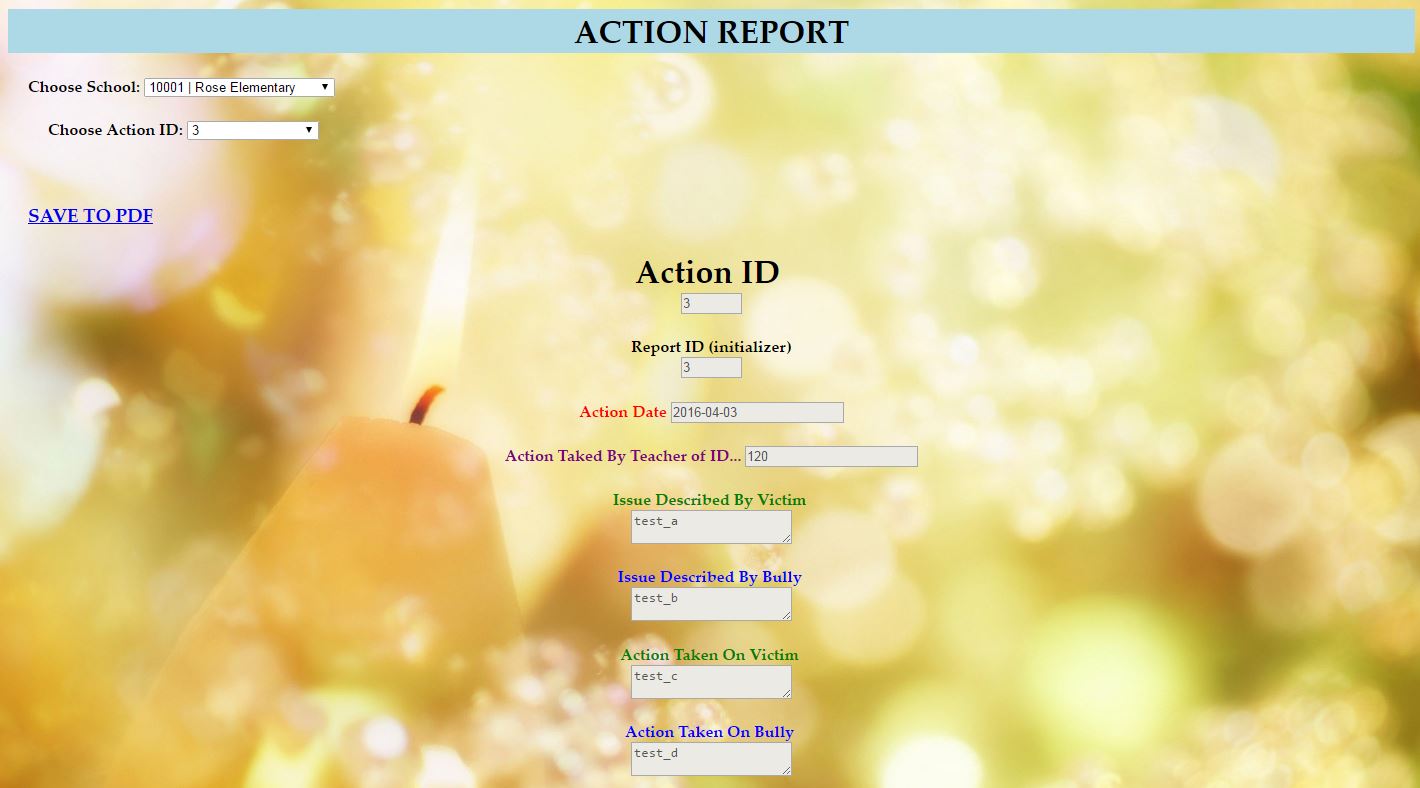 ACTION REPORT
Choose School: 10001 | Rose Elementary
Choose Action ID: 3
SAVE TO PDF
Action ID
3
Report ID (initializer)
3
Action Date 2016-04-03
Action Taked By Teacher of ID... 120
Issue Described By Victim
test_a
Issue Described By Bully
test_b
Action Taken On Victim
test_c
Action Taken On Bully
test_d